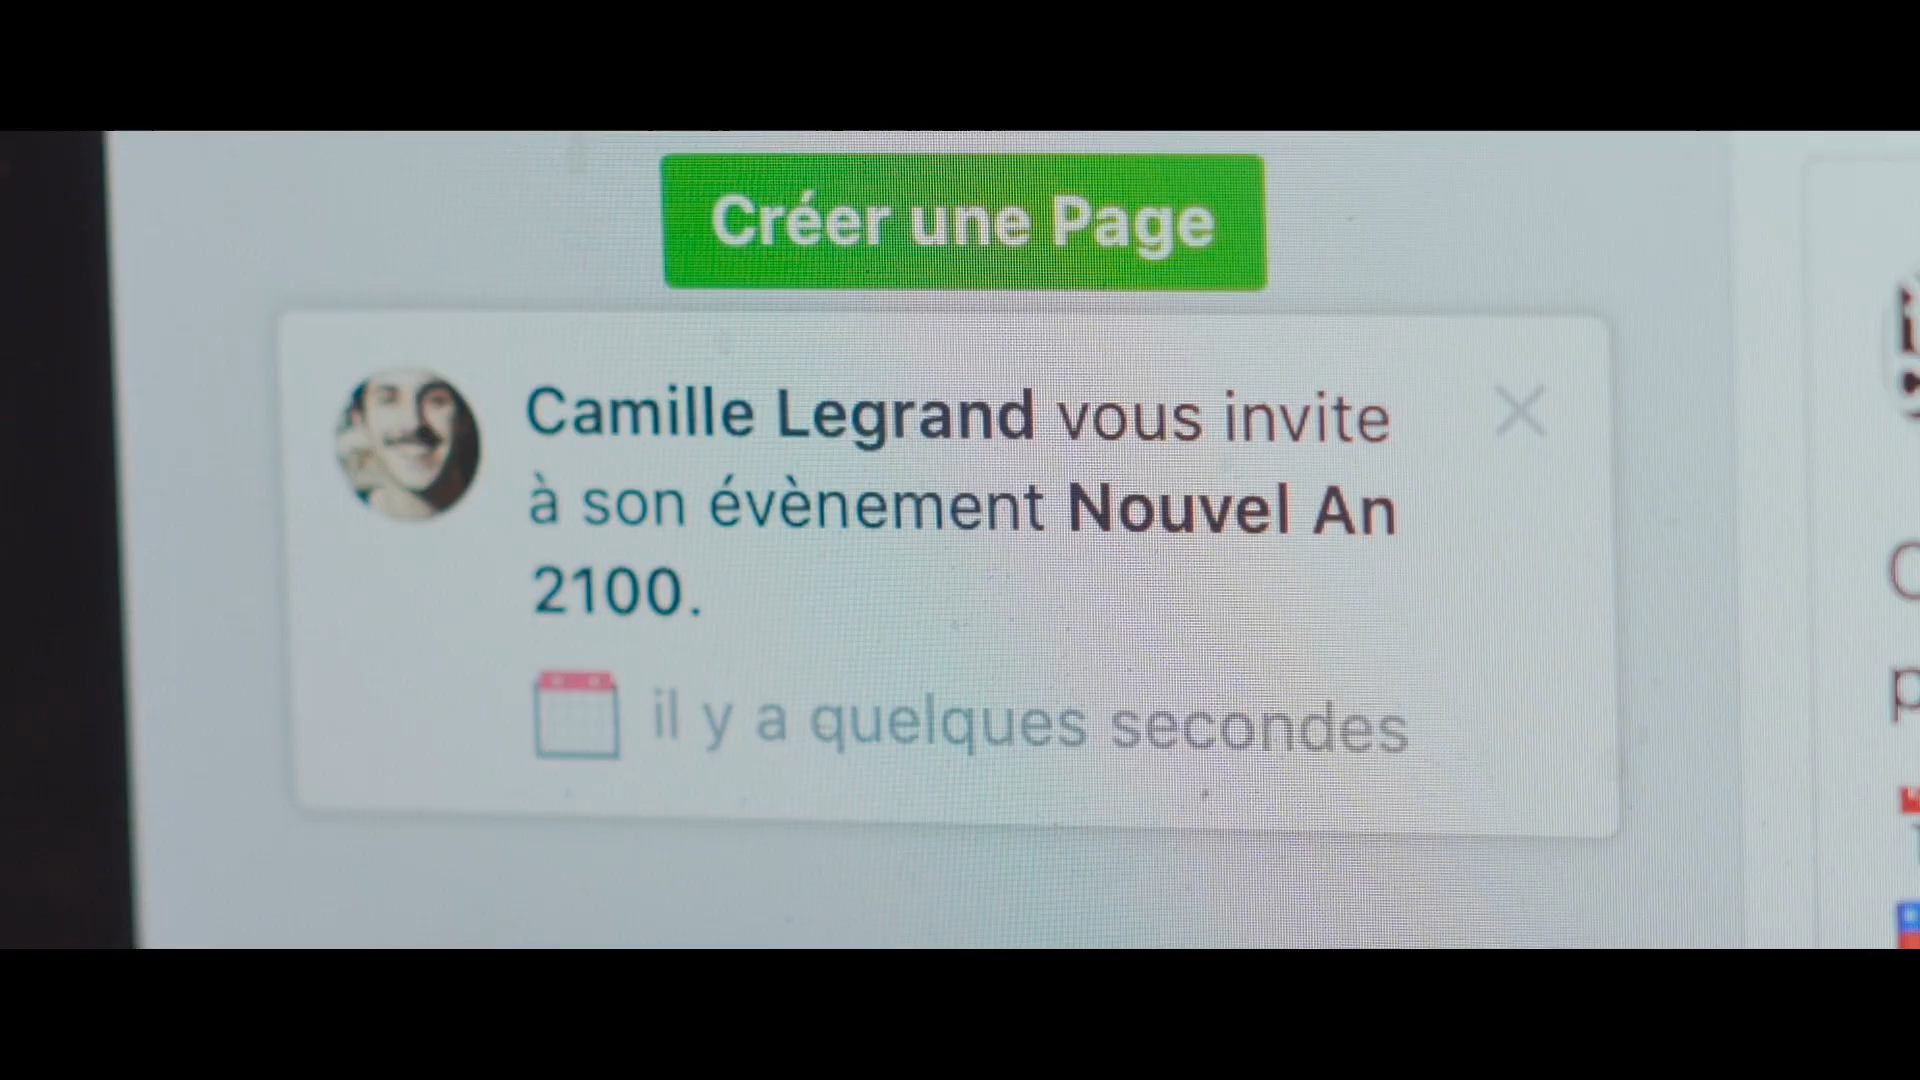 Créer une Page
Camille Legrand vous invite
à son évènement Nouvel An
2100.
il y a quelques secondes